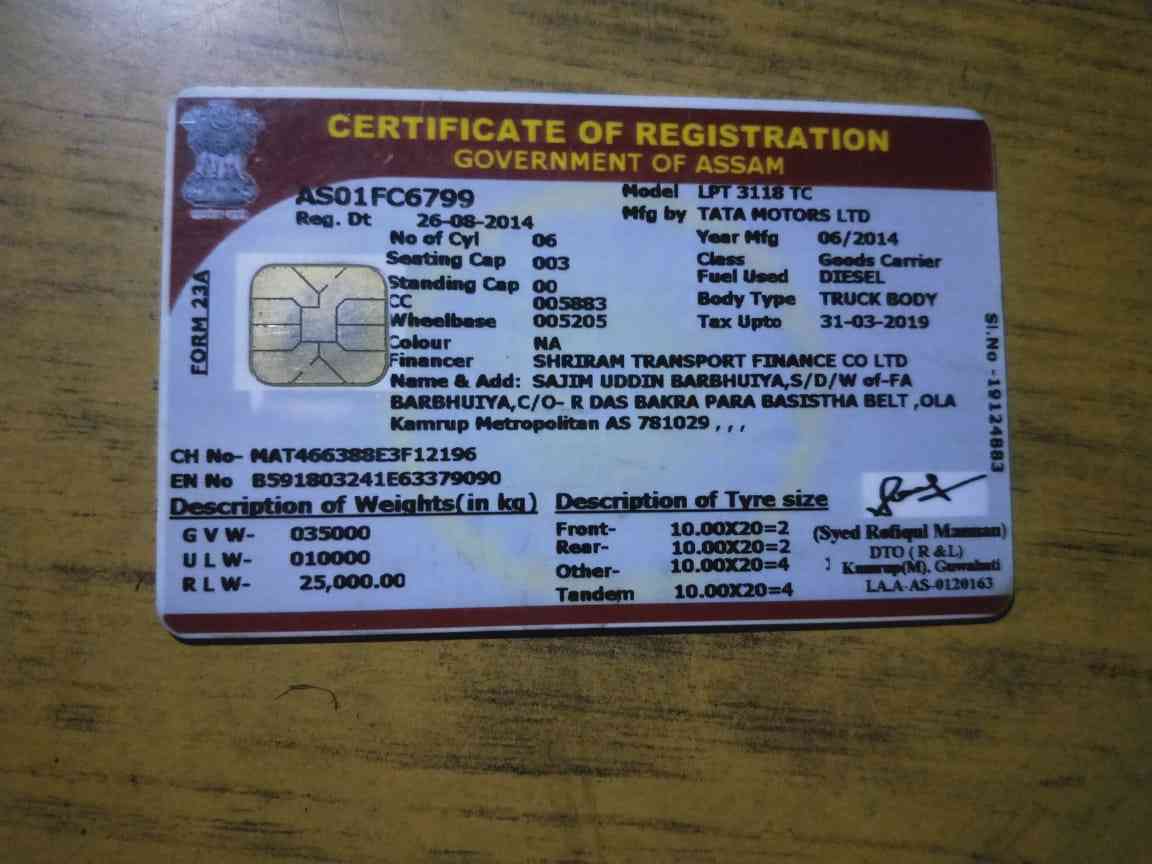 CERTIFICATE OF REGISTRATION
GOVERNMENT OF ASSAM
AS01FC6799
Model LPT 3118 TC
Reg. Dt 26-08-2014
Mfg by TATA MOTORS LTD
No of Cyl 06
Year Mfg 06/2014
Seating Cap 003
Class Goods Carrier
Standing Cap 00
Fuel Used DIESEL
CC 005883
Body Type TRUCK BODY
Wheelbase 005205
Tax Upto 31-03-2019
Colour NA
Financer SHRIRAM TRANSPORT FINANCE CO LTD
Name & Add: SAJIM UDDIN BARBHUIYA,S/D/W of-FA
BARBHUIYA,C/O- R DAS BAKRA PARA BASISTHA BELT ,OLA
Kamrup Metropolitan AS 781029 , , ,
FORM 23A
Sl.No -19124883
CH No- MAT466388E3F12196
EN No B591803241E63379090
Description of Weights(in kg)
G V W- 035000
U L W- 010000
R L W- 25,000.00
Description of Tyre size
Front- 10.00X20=2
Rear- 10.00X20=2
Other- 10.00X20=4
Tandem 10.00X20=4
(Syed Rafiqul Mannan)
DTO ( R &L)
Kamrup(M). Guwahati
I.A.A-AS-0120163